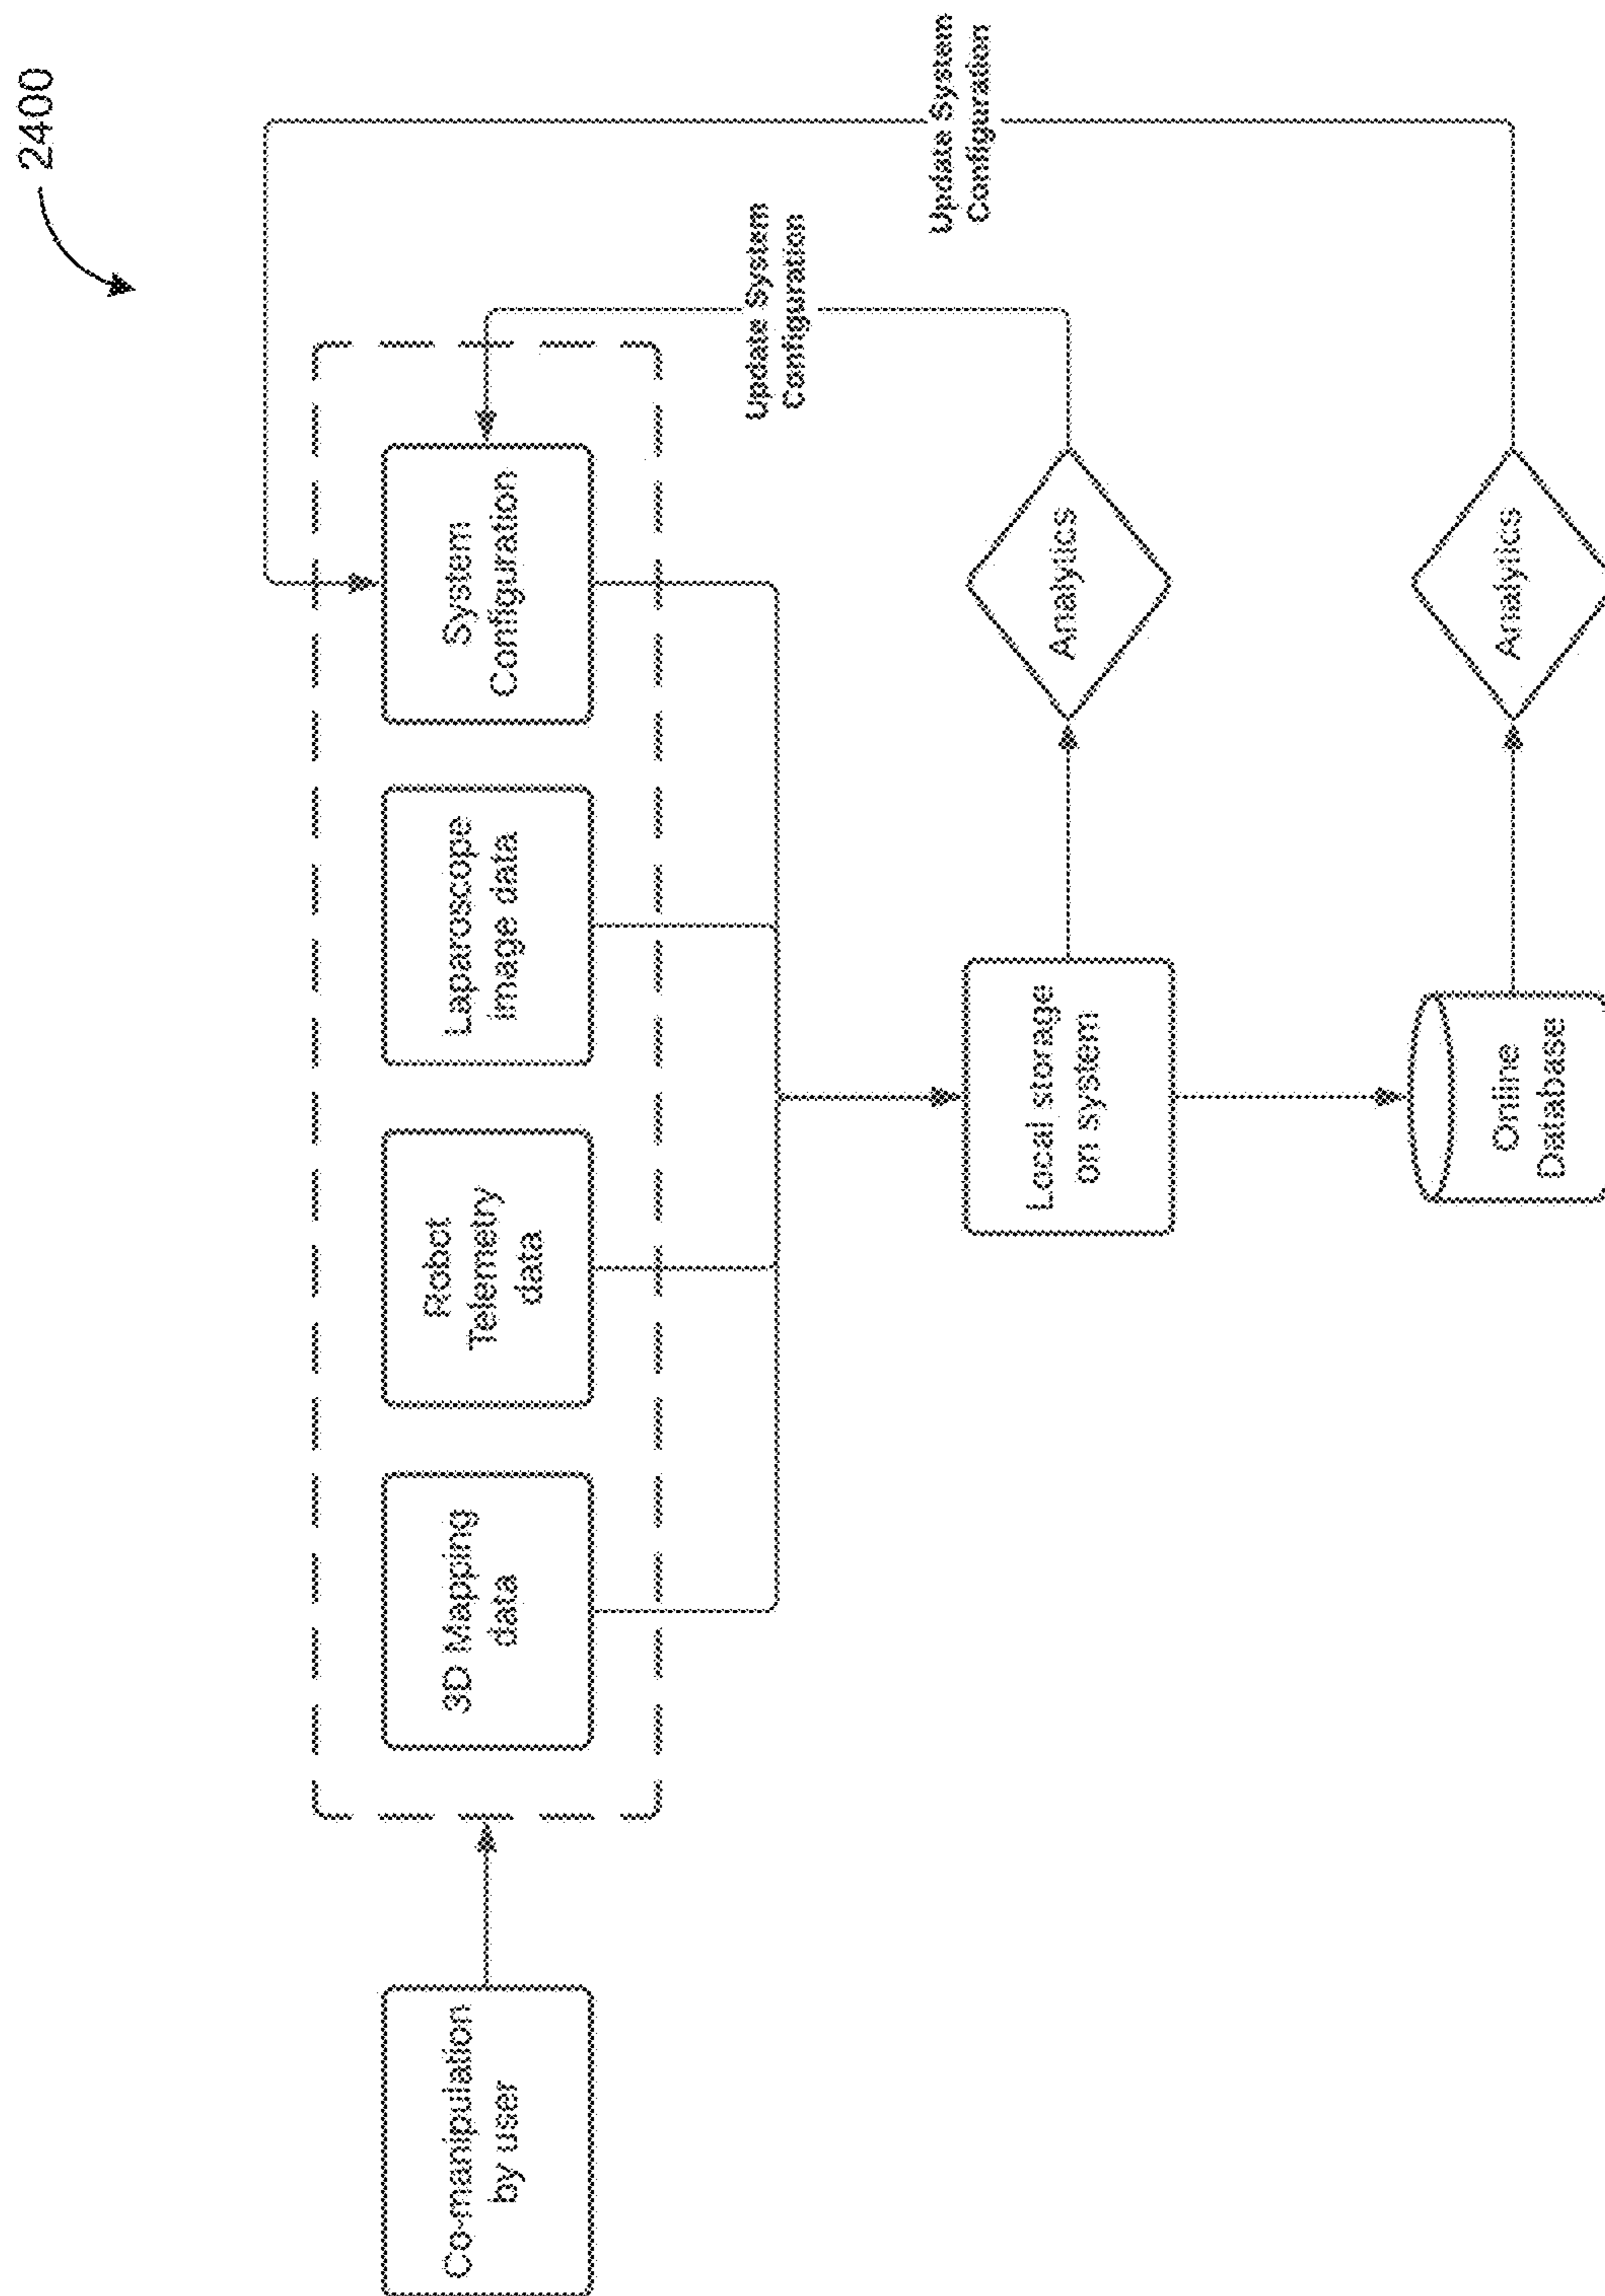 2400
Co-manipulation
by user
3D Mapping
data
Robot
Telemetry
data
Laparoscope
image data
System
Configuration
Update System
Configuration
Update System
Configuration
Local storage
on system
Analytics
Online
Database
Analytics